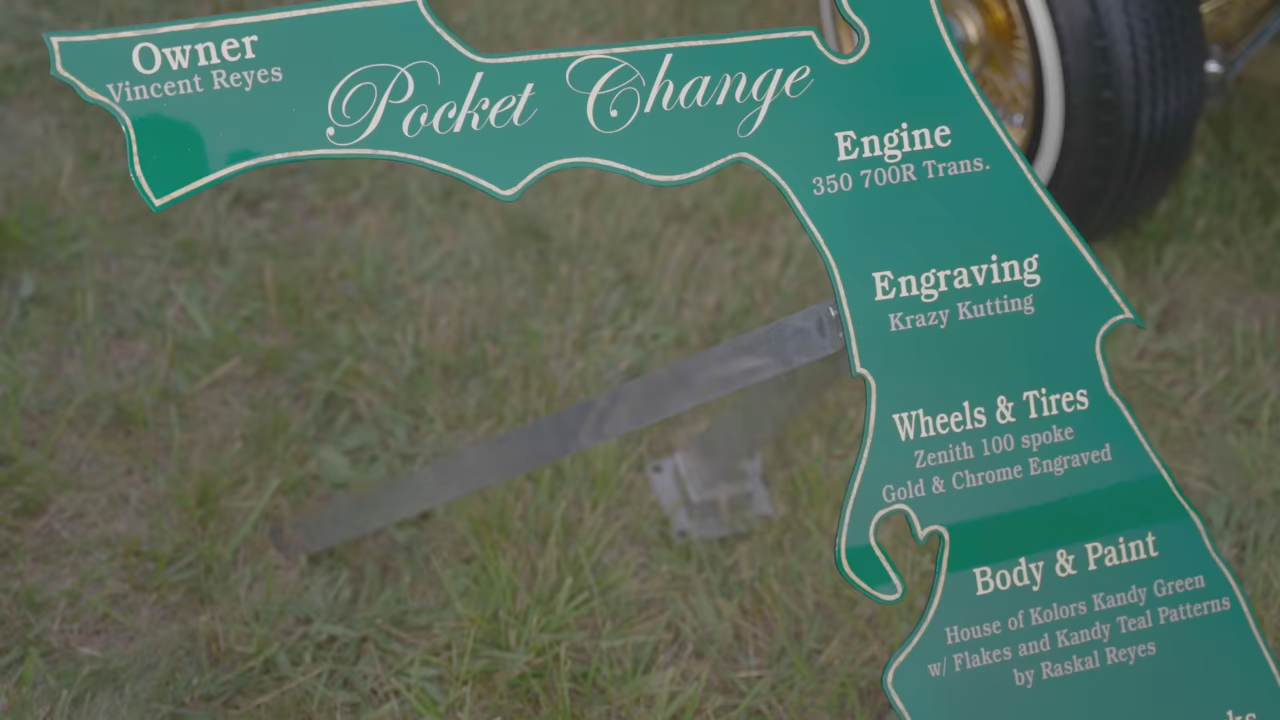 Owner
Vincent Reyes
Pocket Change
Engine
350 700R Trans.
Engraving
Krazy Kutting
Wheels & Tires
Zenith 100 spoke
Gold & Chrome Engraved
Body & Paint
House of Kolors Kandy Green
w/ Flakes and Kandy Teal Patterns
by Raskal Reyes